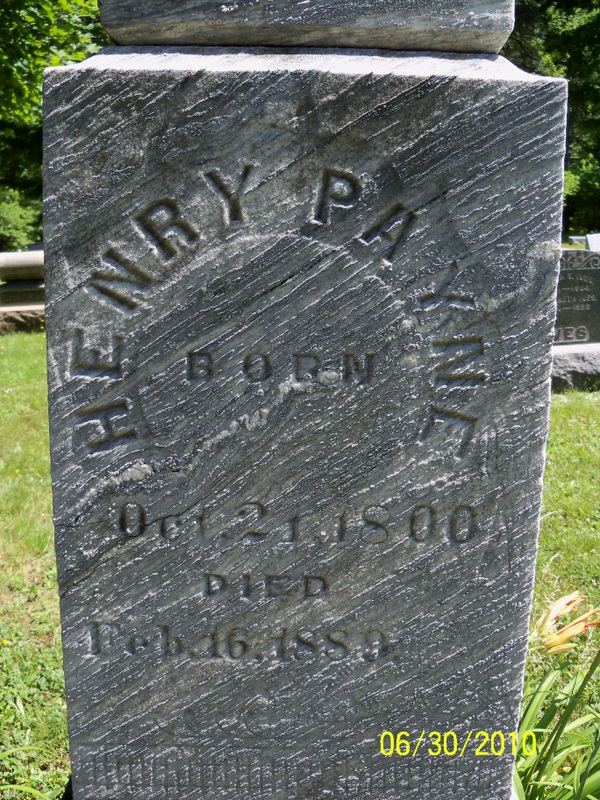 HENRY PAYNE
BORN
Oct. 21, 1800
DIED
Feb. 16, 1889.
06/30/2010